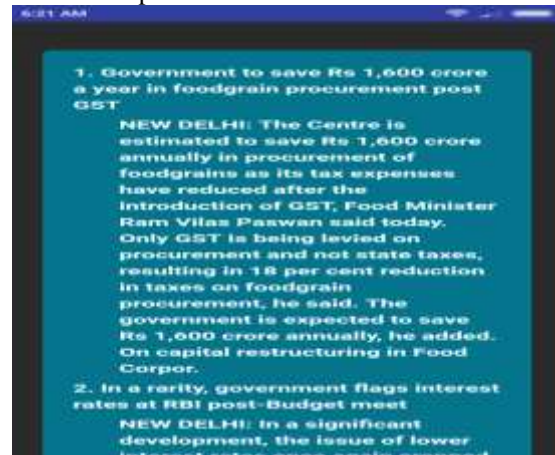 6:21 AM
1. Government to save Rs 1,600 crore
a year in foodgrain procurement post
GST
NEW DELHI: The Centre is
estimated to save Rs 1,600 crore
annually in procurement of
foodgrains as its tax expenses
have reduced after the
introduction of GST, Food Minister
Ram Vilas Paswan said today.
Only GST is being levied on
procurement and not state taxes,
resulting in 18 per cent reduction
in taxes on foodgrain
procurement, he said. The
government is expected to save
Rs 1,600 crore annually, he added.
On capital restructuring in Food
Corpor.
2. In a rarity, government flags interest
rates at RBI post-Budget meet
NEW DELHI: In a significant
development, the issue of lower